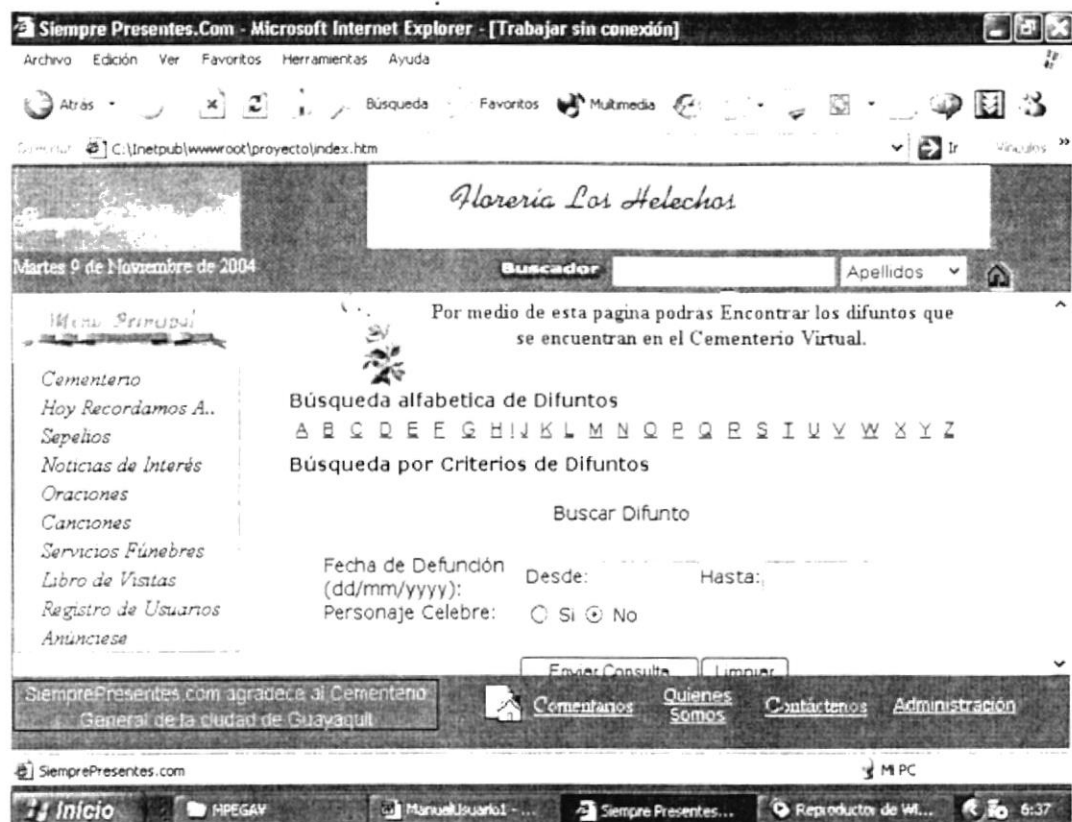 Siempre Presentes.Com - Microsoft Internet Explorer - [Trabajar sin conexión]
Archivo Edición Ver Favoritos Herramientas Ayuda
Atrás Búsqueda Favoritos Multimedia
C:\Inetpub\wwwroot\proyecto\index.htm Ir Vínculos »
Florería Los Helechos
Martes 9 de Noviembre de 2004 Buscador Apellidos
Menu Principal
Cementerio
Hoy Recordamos A..
Sepelios
Noticias de Interés
Oraciones
Canciones
Servicios Fúnebres
Libro de Visitas
Registro de Usuarios
Anúnciese
Por medio de esta pagina podras Encontrar los difuntos que
se encuentran en el Cementerio Virtual.
Búsqueda alfabetica de Difuntos
A B C D E F G H I J K L M N O P Q R S T U V W X Y Z
Búsqueda por Criterios de Difuntos
Buscar Difunto
Fecha de Defunción
(dd/mm/yyyy): Desde: Hasta:
Personaje Celebre: Si No
Enviar Consulta Limpiar
SiemprePresentes.com agradece al Cementerio
General de la ciudad de Guayaquil
Comentarios Quienes Somos Contáctenos Administración
SiemprePresentes.com Mi PC
Inicio MPEGAV ManualUsuario1 - ... Siempre Presentes... Reproductor de Wi... 6:37